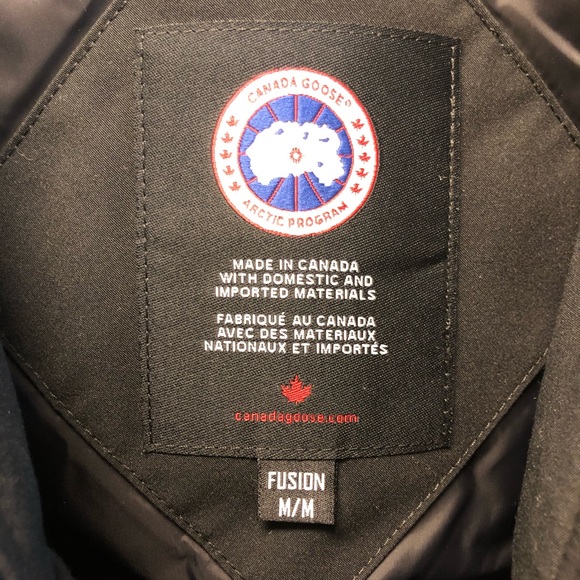 CANADA GOOSE®
ARCTIC PROGRAM
MADE IN CANADA
WITH DOMESTIC AND
IMPORTED MATERIALS
FABRIQUÉ AU CANADA
AVEC DES MATERIAUX
NATIONAUX ET IMPORTÉS
canadagoose.com
FUSION
M/M